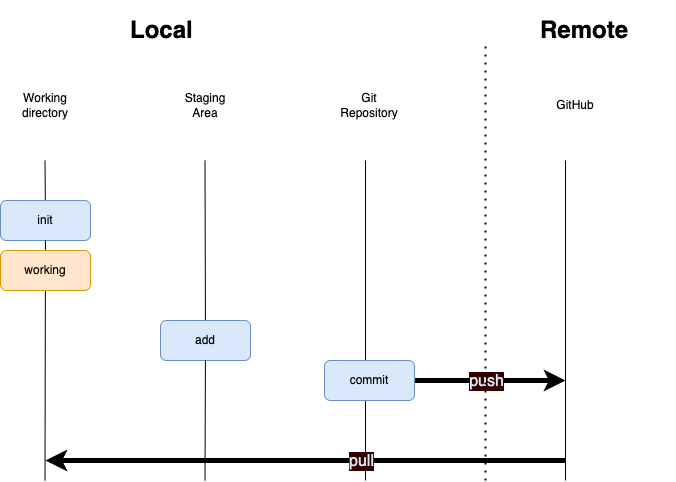 Local
Remote
Working
directory
Staging
Area
Git
Repository
GitHub
init
working
add
commit
push
pull